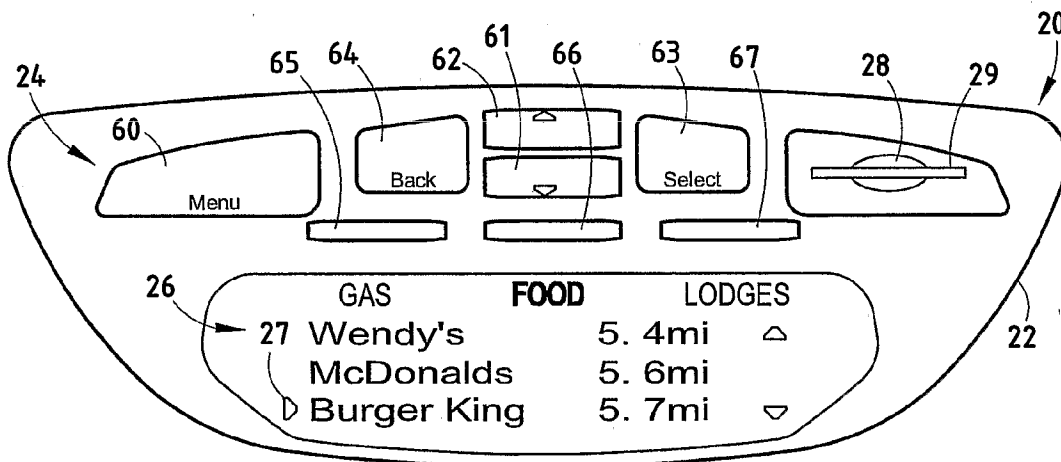 20
61
64
62
66
63
28
65
67
29
24
60
Back
Select
Menu
26
GAS FOOD LODGES
27
Wendy's 5. 4mi
22
McDonalds 5. 6mi
Burger King 5. 7mi